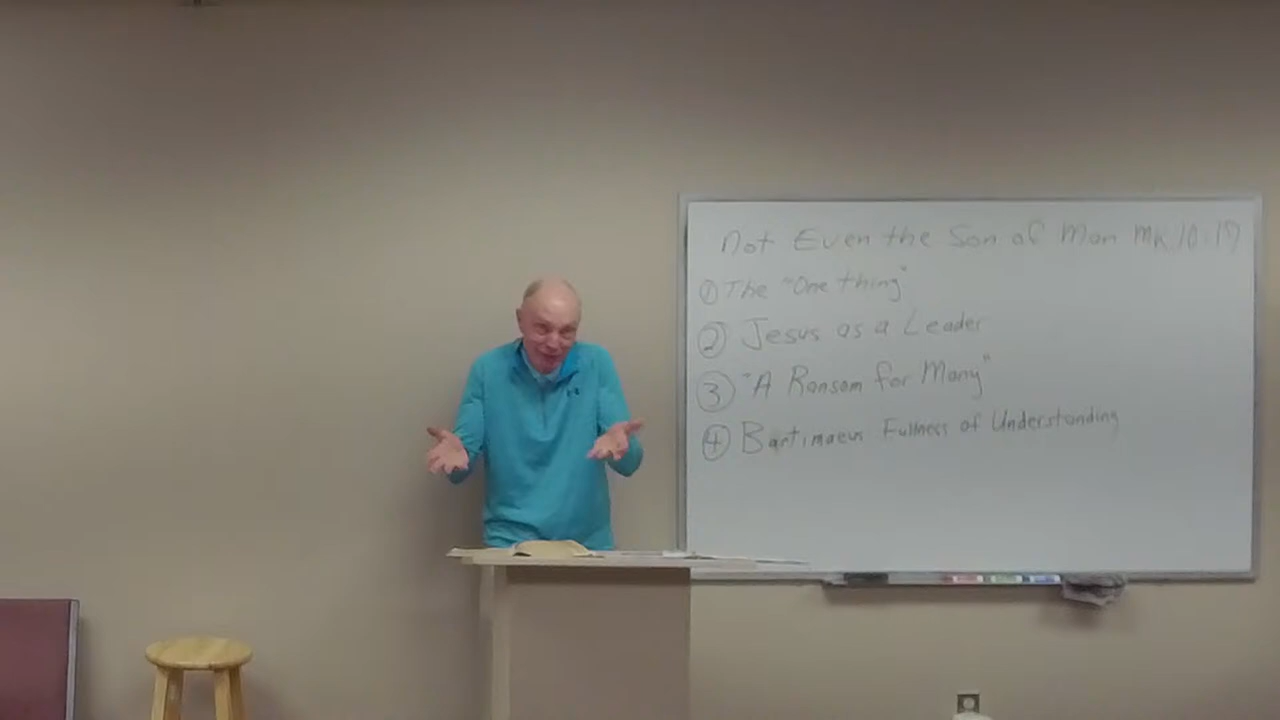 Not Even the Son of Man Mk 10:17
① The "One thing"
② Jesus as a Leader
③ "A Ransom for Many"
④ Bartimaeus Fullness of Understanding